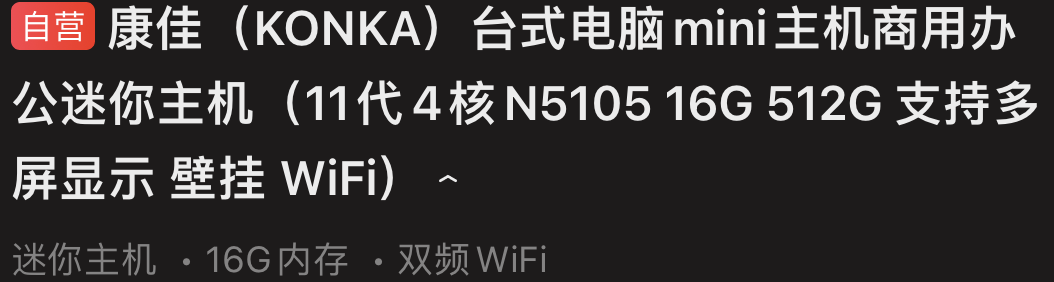 自营 康佳（KONKA）台式电脑mini主机商用办
公迷你主机（11代4核N5105 16G 512G 支持多
屏显示 壁挂 WiFi）
迷你主机 · 16G内存 · 双频WiFi